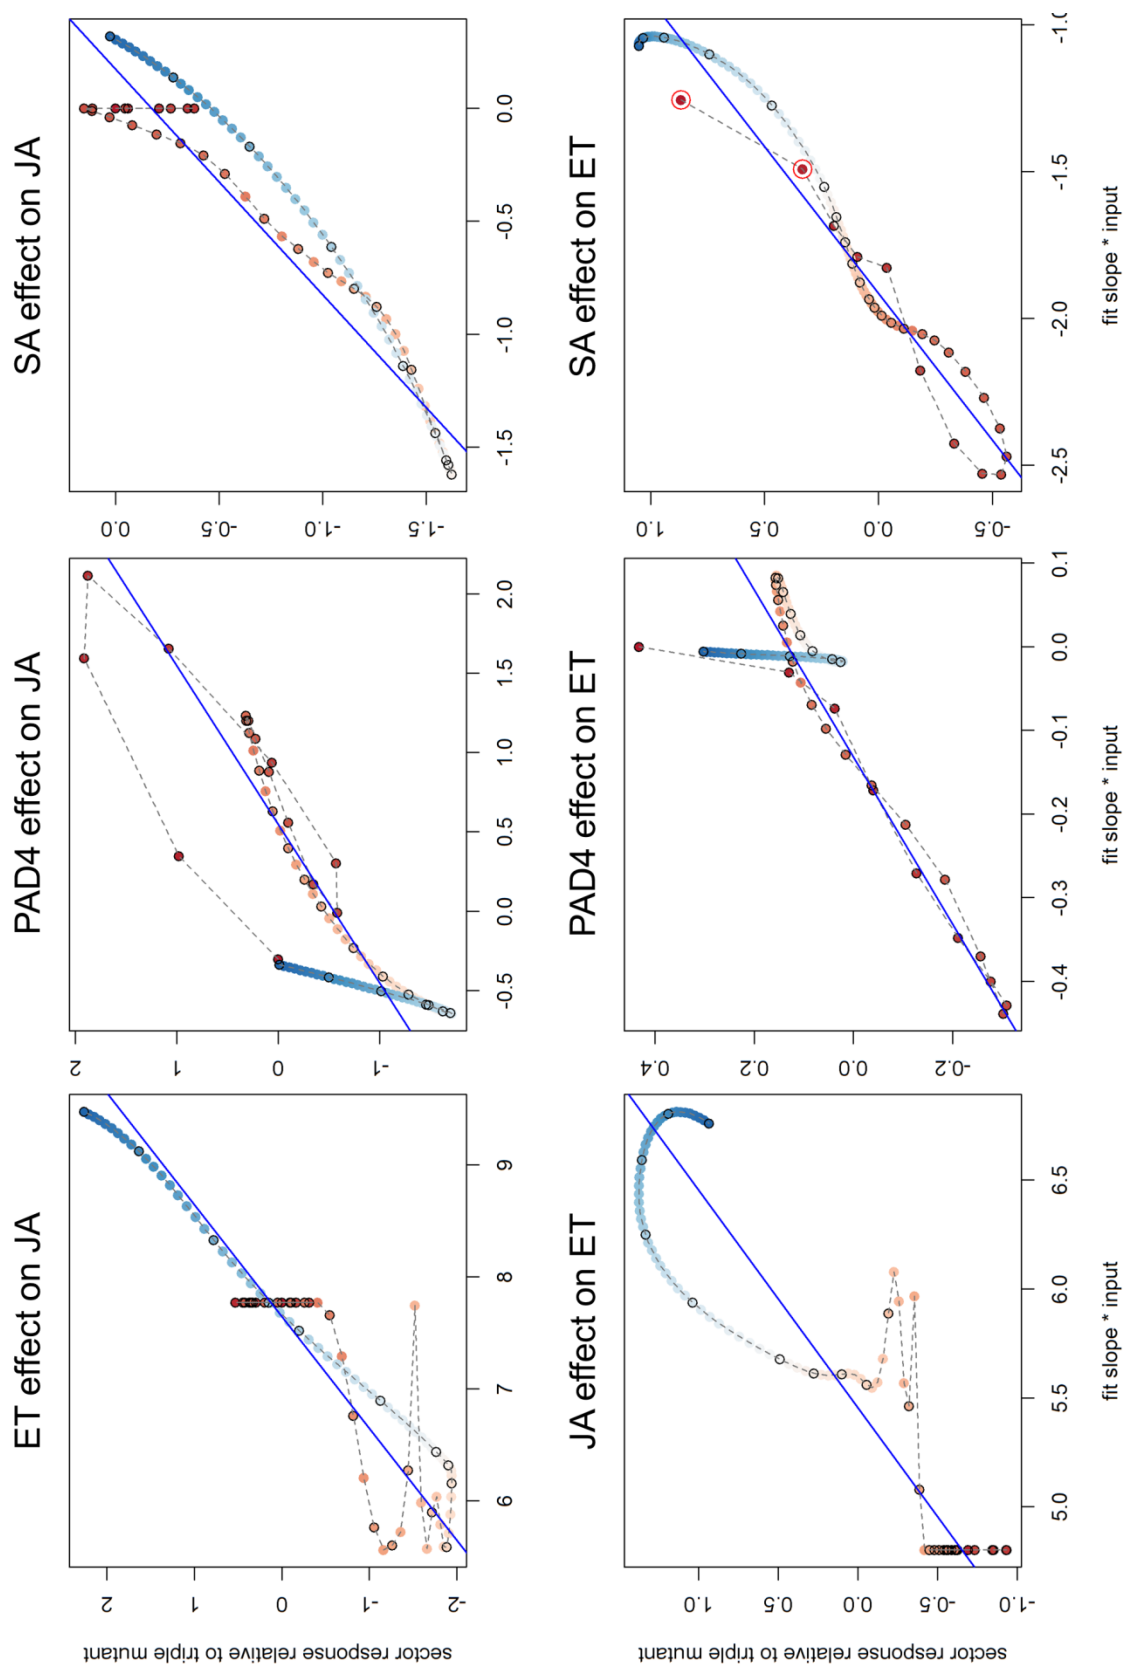 ET effect on JA
sector response relative to triple mutant
2
1
0
-1
-2
6 7 8 9
PAD4 effect on JA
2
1
0
-1
-0.5 0.0 0.5 1.0 1.5 2.0
SA effect on JA
0.0
-0.5
-1.0
-1.5
-1.5 -1.0 -0.5 0.0
JA effect on ET
sector response relative to triple mutant
1.0
0.5
0.0
-0.5
-1.0
5.0 5.5 6.0 6.5
fit slope * input
PAD4 effect on ET
0.4
0.2
0.0
-0.2
-0.4 -0.3 -0.2 -0.1 0.0 0.1
fit slope * input
SA effect on ET
1.0
0.5
0.0
-0.5
-2.5 -2.0 -1.5
fit slope * input